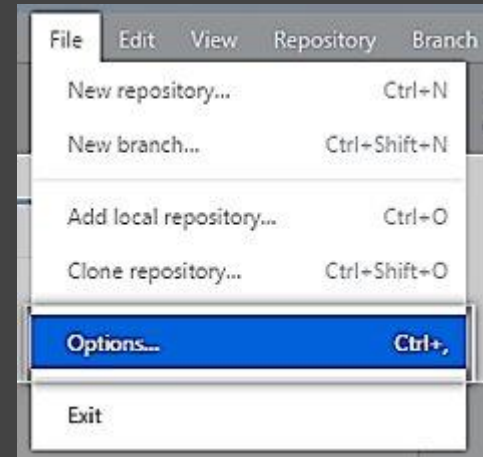 File Edit View Repository Branch
New repository... Ctrl+N
New branch... Ctrl+Shift+N
Add local repository... Ctrl+O
Clone repository... Ctrl+Shift+O
Options... Ctrl+,
Exit